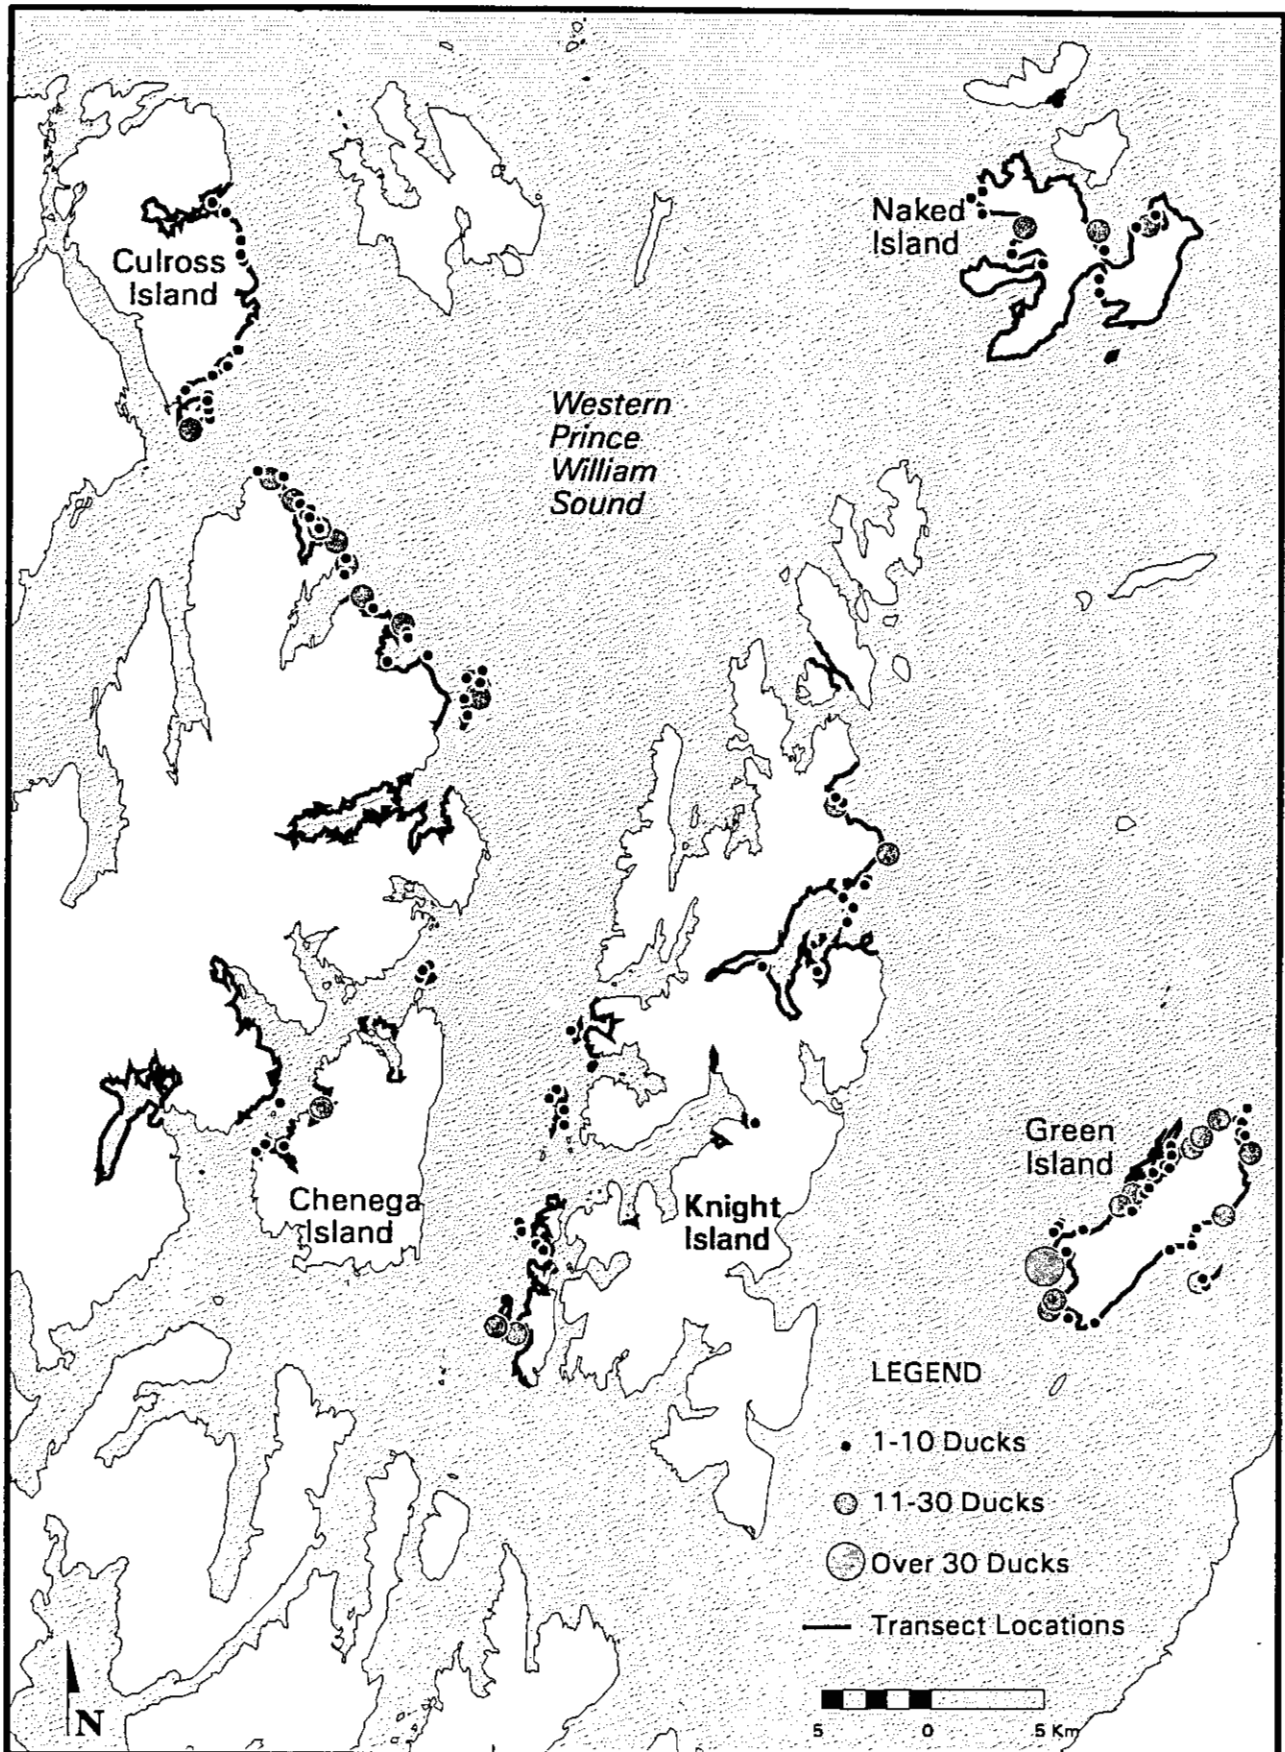 Naked
Island
Culross
Island
Western
Prince
William
Sound
Green
Island
Chenega
Island
Knight
Island
LEGEND
1-10 Ducks
11-30 Ducks
Over 30 Ducks
Transect Locations
N
5 0 5 Km